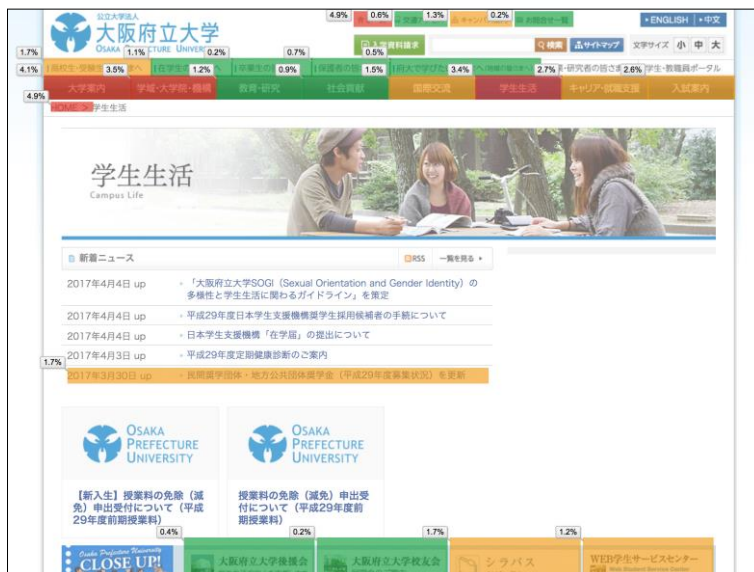 4.9%
0.6%
1.3%
0.2%
公立大学法人
大阪府立大学
ENGLISH
中文
入学資料請求
検索
サイトマップ
文字サイズ 小 中 大
1.7%
1.1%
0.2%
0.7%
0.5%
4.1%
3.5%
1.2%
0.9%
1.5%
3.4%
2.7%
2.6%
大学案内
学域・大学院・機構
教育・研究
社会貢献
国際交流
学生生活
キャリア・就職支援
入試案内
4.9%
HOME > 学生生活
学生生活
Campus Life
新着ニュース
RSS
一覧を見る
2017年4月4日 up
「大阪府立大学SOGI（Sexual Orientation and Gender Identity）の
多様性と学生生活に関わるガイドライン」を策定
2017年4月4日 up
平成29年度日本学生支援機構奨学生採用候補者の手続について
2017年4月4日 up
日本学生支援機構「在学届」の提出について
2017年4月3日 up
平成29年度定期健康診断のご案内
1.7%
2017年3月30日 up
民間奨学団体・地方公共団体奨学会（平成29年度募集状況）を更新
OSAKA
PREFECTURE
UNIVERSITY
OSAKA
PREFECTURE
UNIVERSITY
【新入生】授業料の免除（減
免）申出受付について（平成
29年度前期授業料）
授業料の免除（減免）申出受
付について（平成29年度前
期授業料）
0.4%
0.2%
1.7%
1.2%
Osaka Prefecture University
CLOSE UP!
大阪府立大学後援会
大阪府立大学校友会
シラバス
WEB学生サービスセンター
Web Student Service Center